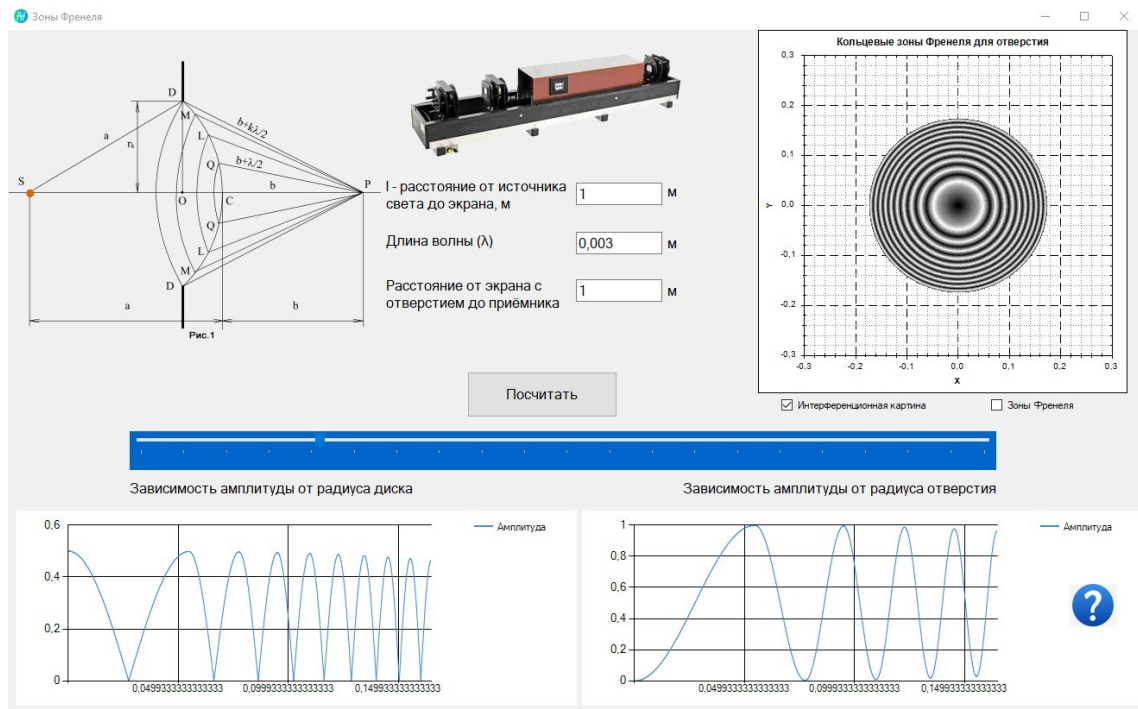 Зоны Френеля
D
M
L
Q
a
rk
b+kλ/2
b+λ/2
b
S
O
C
P
Q
L
M
D
a
b
Рис.1
l - расстояние от источника
света до экрана, м
1
м
Длина волны (λ)
0,003
м
Расстояние от экрана с
отверстием до приёмника
1
м
Посчитать
Кольцевые зоны Френеля для отверстия
0,3
0,2
0,1
0,0
-0,1
-0,2
-0,3
Y
-0,3 -0,2 -0,1 0,0 0,1 0,2 0,3
X
Интерференционная картина
Зоны Френеля
Зависимость амплитуды от радиуса диска
0,6
0,4
0,2
0
0,0499333333333333 0,0999333333333333 0,149933333333333
Амплитуда
Зависимость амплитуды от радиуса отверстия
1
0,8
0,6
0,4
0,2
0
0,0499333333333333 0,0999333333333333 0,149933333333333
Амплитуда
?